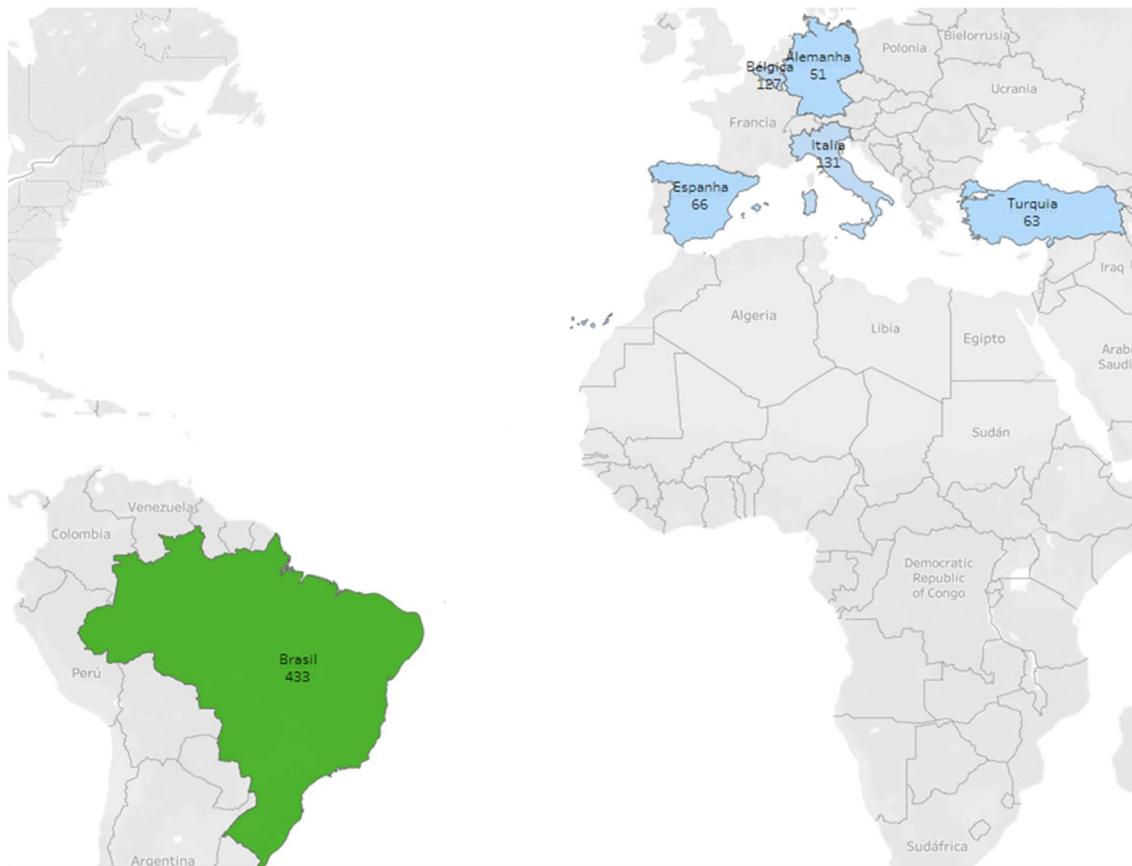 Bielorrusia
Polonia
Alemanha
51
Bélgica
127
Ucrania
Francia
Italia
131
Espanha
66
Turquia
63
Iraq
Algeria
Libia
Egipto
Arabi
Saudi
Sudán
Venezuela
Colombia
Democratic
Republic
of Congo
Brasil
433
Perú
Sudáfrica
Argentina